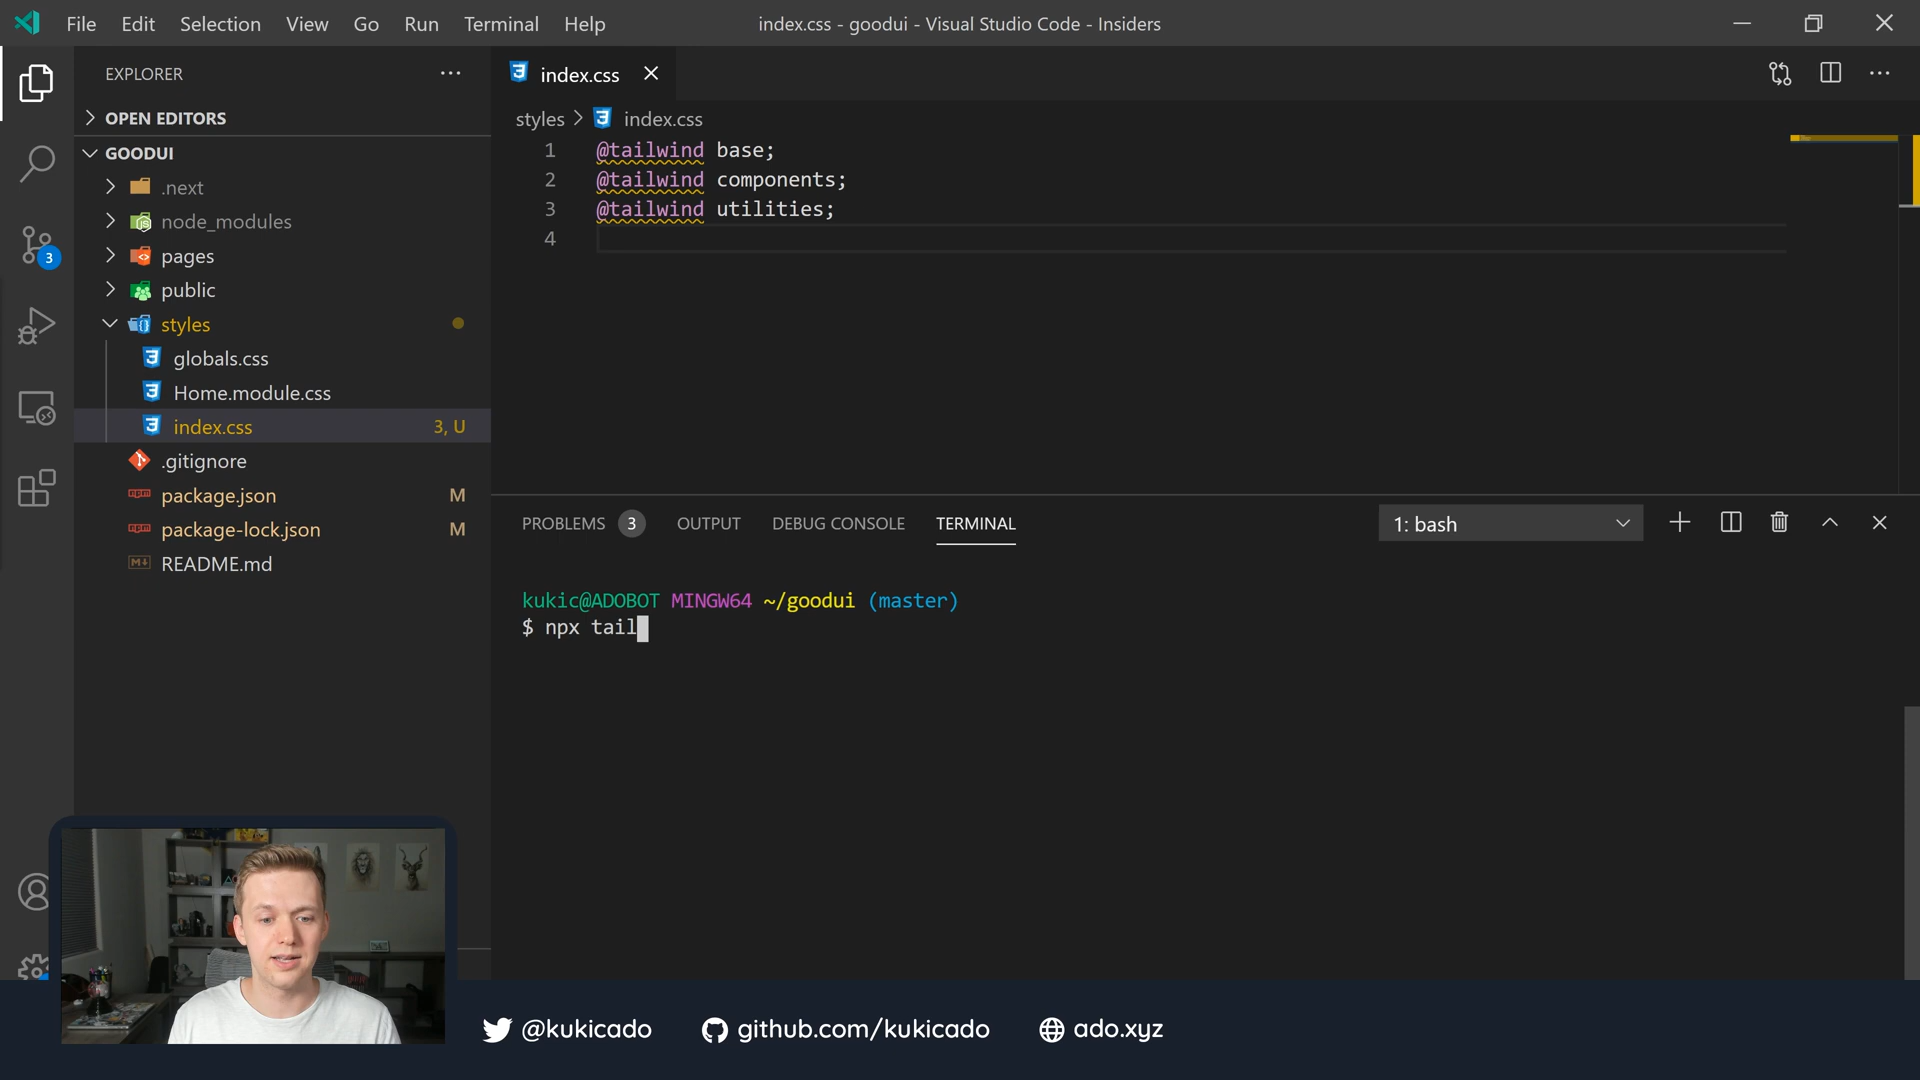 File Edit Selection View Go Run Terminal Help
index.css - goodui - Visual Studio Code - Insiders
EXPLORER
OPEN EDITORS
GOODUI
.next
node_modules
pages
public
styles
globals.css
Home.module.css
index.css 3, U
.gitignore
package.json M
package-lock.json M
README.md
3
index.css
styles > index.css
1 @tailwind base;
2 @tailwind components;
3 @tailwind utilities;
4
PROBLEMS 3 OUTPUT DEBUG CONSOLE TERMINAL
1: bash
kukic@ADOBOT MINGW64 ~/goodui (master)
$ npx tail
@kukicado
github.com/kukicado
ado.xyz